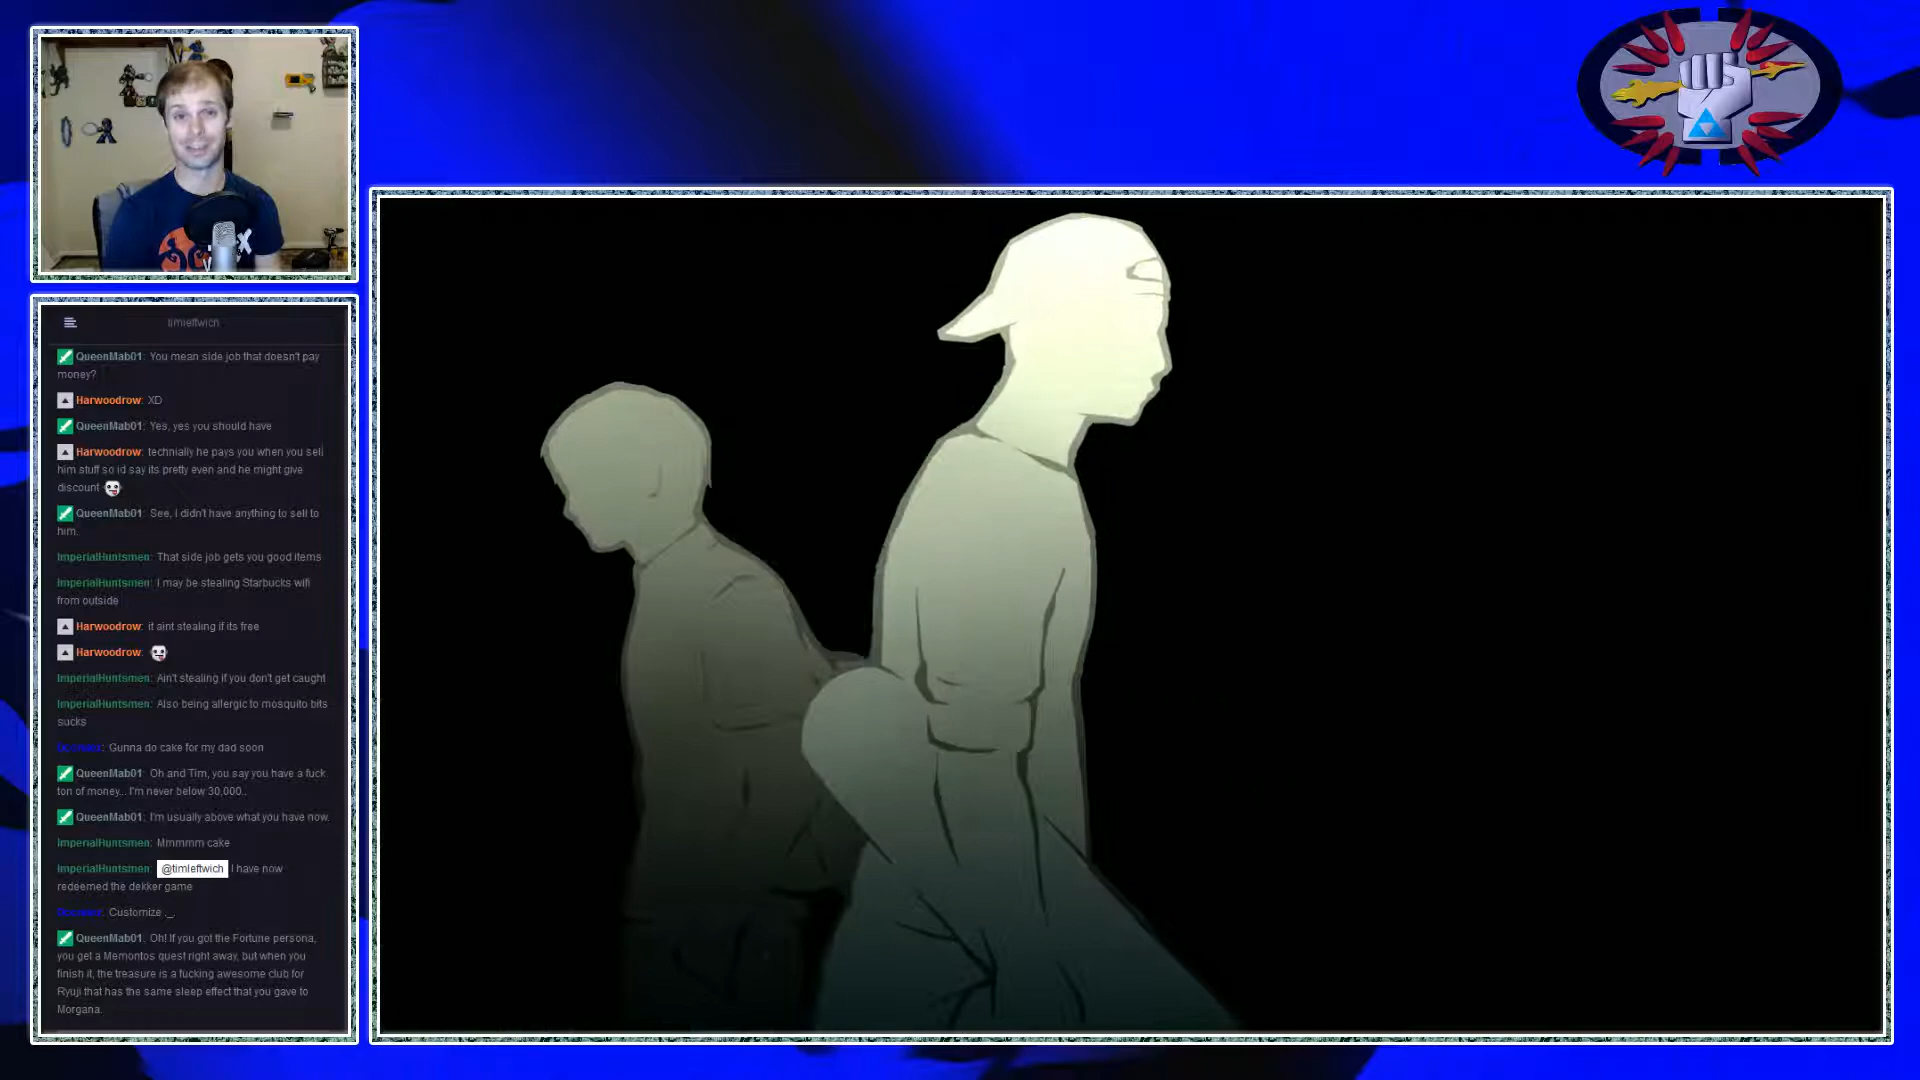 timleftwich
QueenMab01: You mean side job that doesn't pay
money?
Harwoodrow: XD
QueenMab01: Yes, yes you should have
Harwoodrow: technially he pays you when you sell
him stuff so id say its pretty even and he might give
discount
QueenMab01: See, i didn't have anything to sell to
him.
ImperialHuntsmen: That side job gets you good items
ImperialHuntsmen: I may be stealing Starbucks wifi
from outside
Harwoodrow: it aint stealing if its free
Harwoodrow:
ImperialHuntsmen: Ain't stealing if you don't get caught
ImperialHuntsmen: Also being allergic to mosquito bits
sucks
: Gunna do cake for my dad soon
QueenMab01: Oh and Tim, you say you have a fuck
ton of money... I'm never below 30,000..
QueenMab01: I'm usually above what you have now.
ImperialHuntsmen: Mmmmm cake
ImperialHuntsmen: @timleftwich I have now
redeemed the dekker game
: Customize ._.
QueenMab01: Oh! If you got the Fortune persona,
you get a Memontos quest right away, but when you
finish it, the treasure is a fucking awesome club for
Ryuji that has the same sleep effect that you gave to
Morgana.